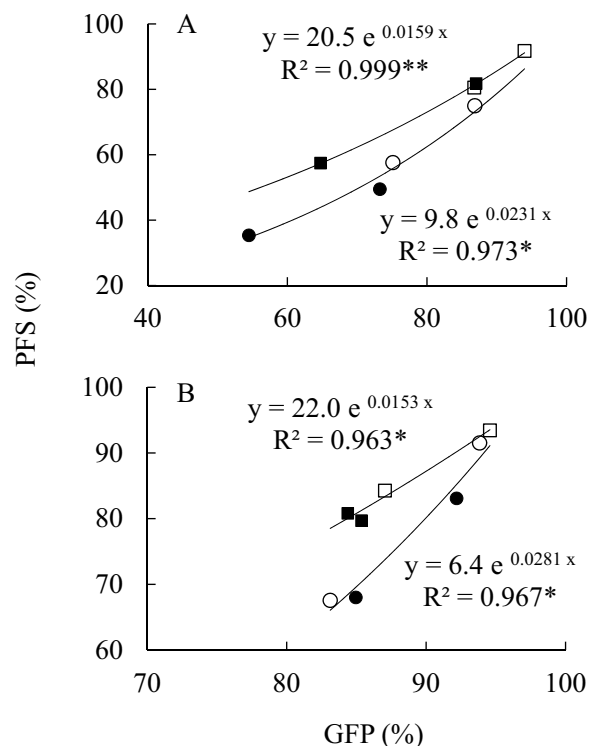 A
100
80
60
40
20
y = 20.5 e 0.0159 x
R² = 0.999**
y = 9.8 e 0.0231 x
R² = 0.973*
40 60 80 100
PFS (%)
B
100
90
80
70
60
y = 22.0 e 0.0153 x
R² = 0.963*
y = 6.4 e 0.0281 x
R² = 0.967*
70 80 90 100
GFP (%)